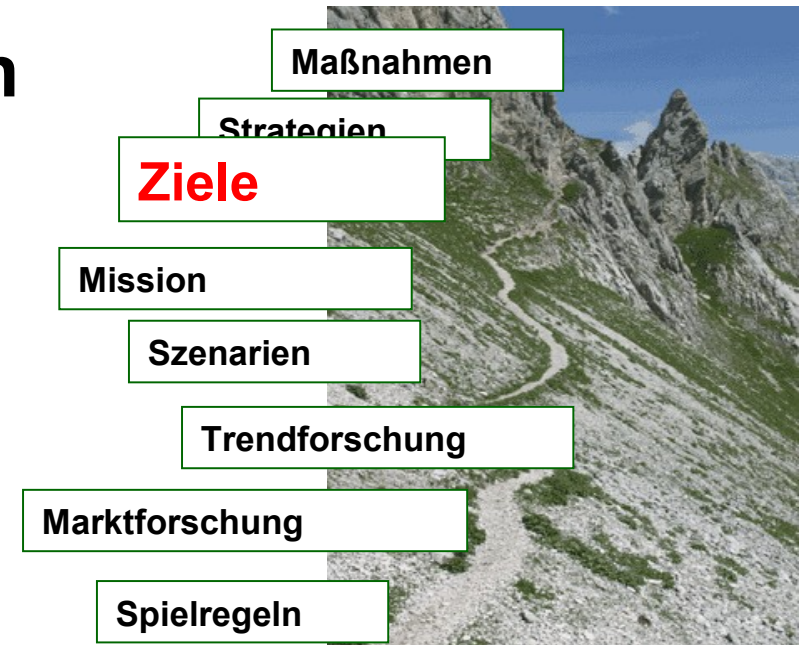 n
Maßnahmen
Strategien
Ziele
Mission
Szenarien
Trendforschung
Marktforschung
Spielregeln